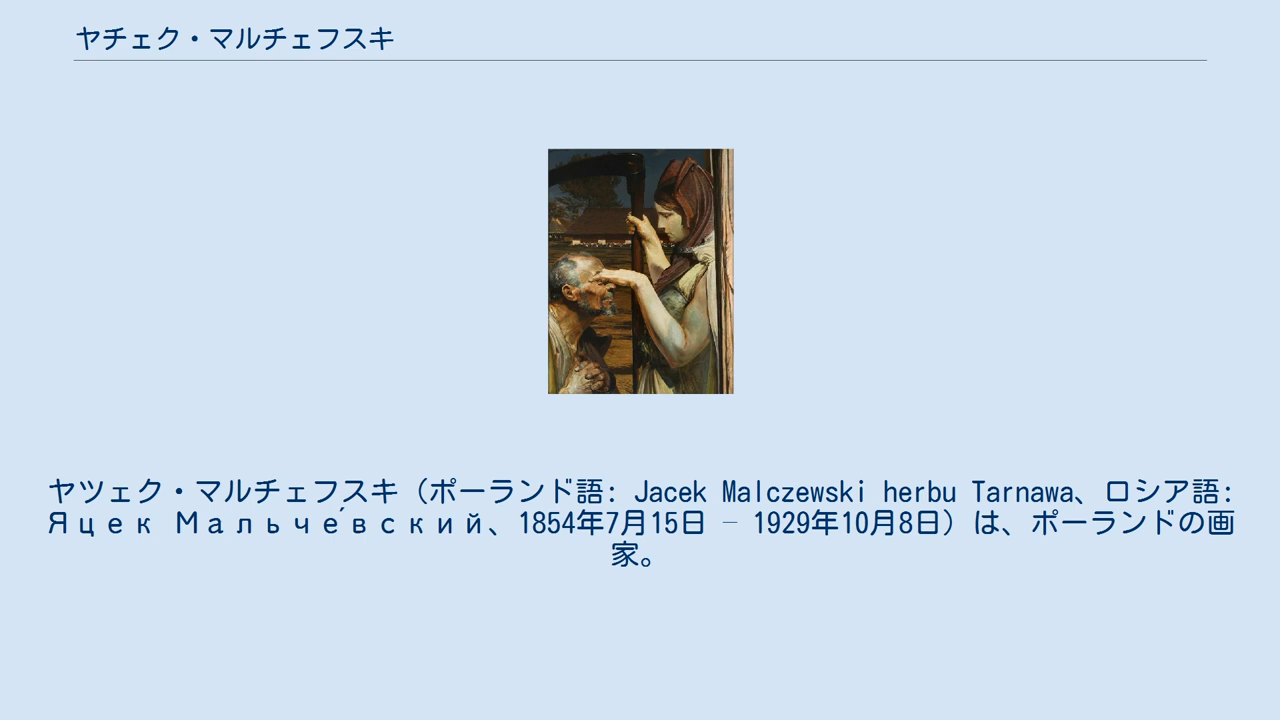 ヤチェク・マルチェフスキ
ヤツェク・マルチェフスキ（ポーランド語: Jacek Malczewski herbu Tarnawa、ロシア語:
Яцек Мальче́вский、1854年7月15日 – 1929年10月8日）は、ポーランドの画
家。